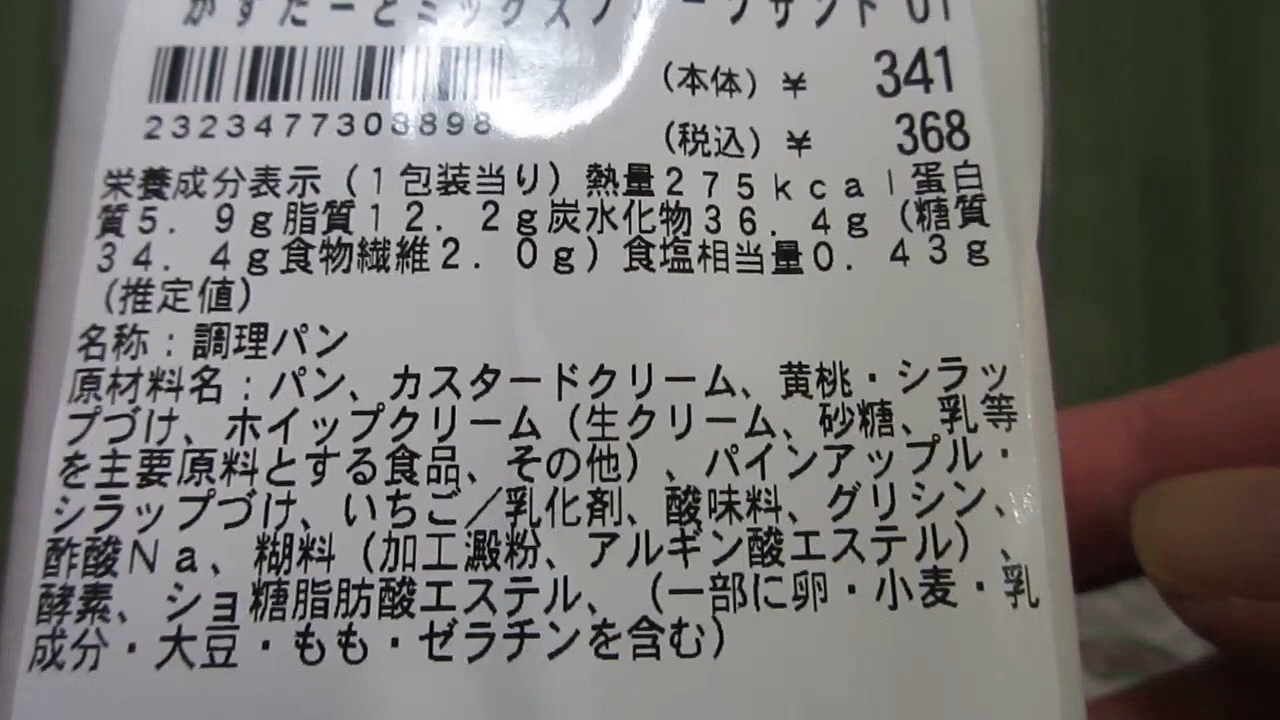 かすたーどミックスフルーツサンド 01
(本体) ¥ 341
2323477308898
(税込) ¥ 368
栄養成分表示(1包装当り)熱量275kcal蛋白
質5.9g脂質12.2g炭水化物36.4g(糖質
34.4g食物繊維2.0g)食塩相当量0.43g
(推定値)
名称:調理パン
原材料名:パン、カスタードクリーム、黄桃・シラッ
プづけ、ホイップクリーム(生クリーム、砂糖、乳等
を主要原料とする食品、その他)、パインアップル・
シラップづけ、いちご/乳化剤、酸味料、グリシン、
酢酸Na、糊料(加工澱粉、アルギン酸エステル)、
酵素、ショ糖脂肪酸エステル、(一部に卵・小麦・乳
成分・大豆・もも・ゼラチンを含む)